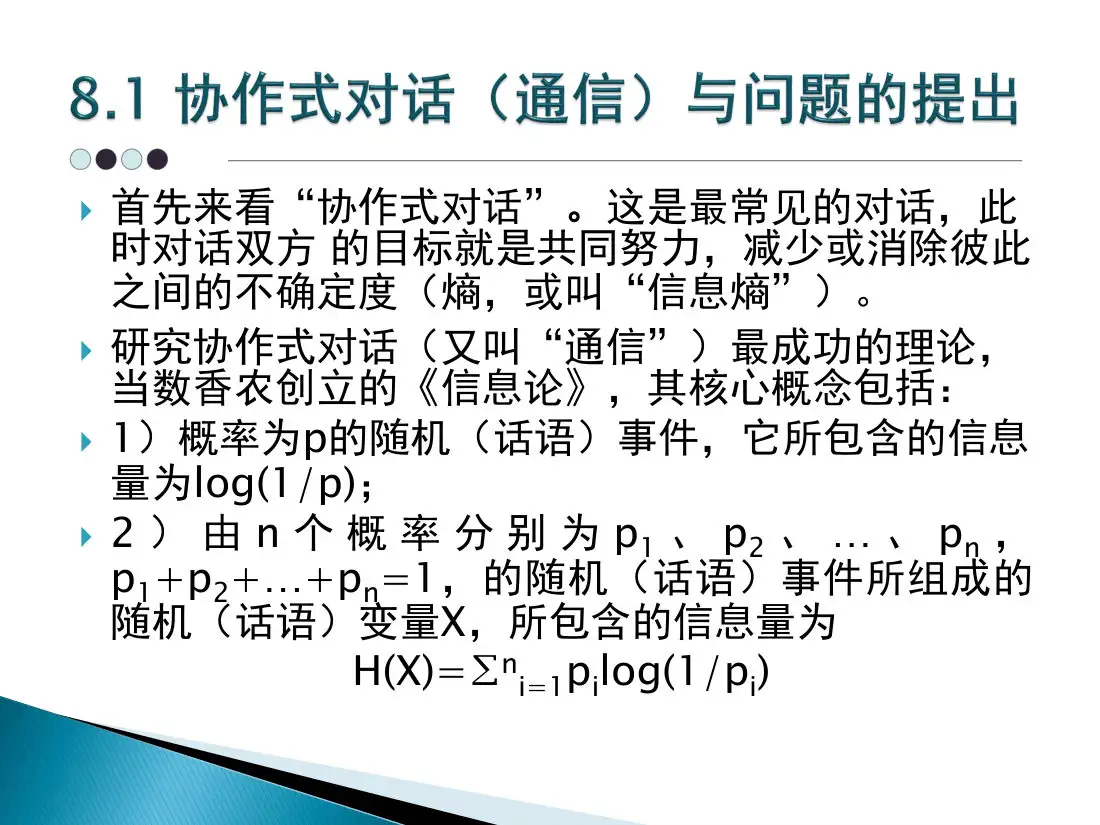 8.1 协作式对话（通信）与问题的提出
首先来看“协作式对话”。这是最常见的对话，此
时对话双方 的目标就是共同努力，减少或消除彼此
之间的不确定度（熵，或叫“信息熵”）。
研究协作式对话（又叫“通信”）最成功的理论，
当数香农创立的《信息论》，其核心概念包括：
1）概率为p的随机（话语）事件，它所包含的信息
量为log(1/p)；
2 ） 由 n 个 概 率 分 别 为 p₁ 、 p₂ 、 … 、 pₙ ，
p₁+p₂+…+pₙ=1，的随机（话语）事件所组成的
随机（话语）变量X，所包含的信息量为
H(X)=∑ⁿᵢ₌₁pᵢlog(1/pᵢ)